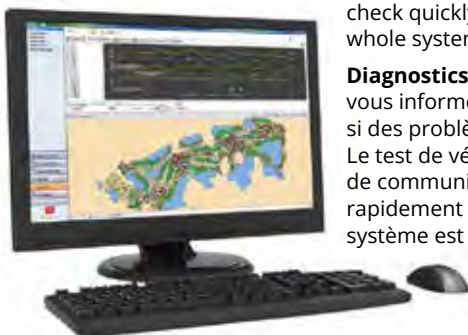 check quickly
whole system
Diagnostics
vous informe
si des problè
Le test de vé
de communi
rapidement
système est